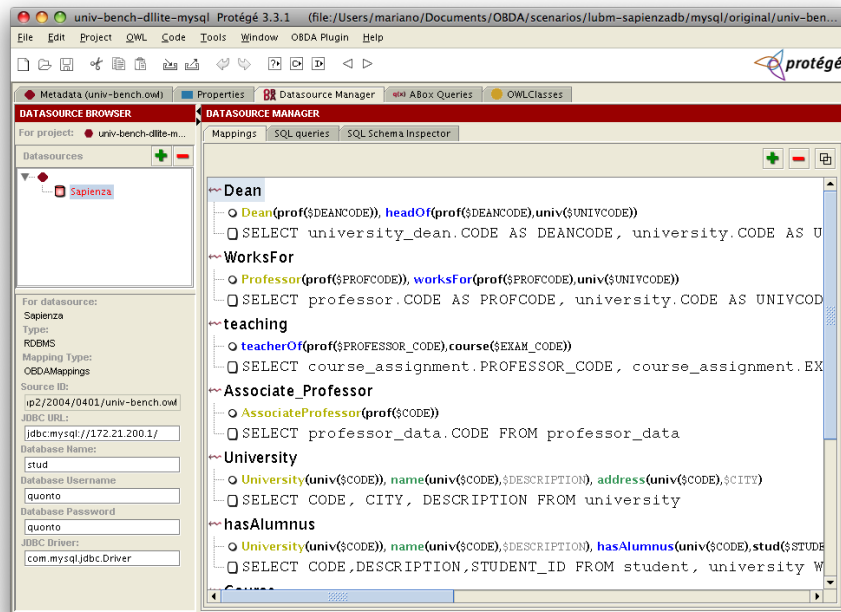 univ-bench-dllite-mysql Protégé 3.3.1 (file:/Users/mariano/Documents/OBDA/scenarios/lubm-sapienzadb/mysql/original/univ-ben...
File Edit Project OWL Code Tools Window OBDA Plugin Help
protégé
Metadata (univ-bench.owl) Properties Datasource Manager ABox Queries OWLClasses
DATASOURCE BROWSER
For project: univ-bench-dllite-m...
Datasources
Sapienza
For datasource:
Sapienza
Type:
RDBMS
Mapping Type:
OBDAMappings
Source ID:
ıp2/2004/0401/univ-bench.owl
JDBC URL:
jdbc:mysql://172.21.200.1/
Database Name:
stud
Database Username
quonto
Database Password
quonto
JDBC Driver:
com.mysql.jdbc.Driver
DATASOURCE MANAGER
Mappings SQL queries SQL Schema Inspector
Dean
Dean(prof($DEANCODE)), headOf(prof($DEANCODE),univ($UNIVCODE))
SELECT university_dean.CODE AS DEANCODE, university.CODE AS U
WorksFor
Professor(prof($PROFCODE)), worksFor(prof($PROFCODE),univ($UNIVCODE))
SELECT professor.CODE AS PROFCODE, university.CODE AS UNIVCOD
teaching
teacherOf(prof($PROFESSOR_CODE),course($EXAM_CODE))
SELECT course_assignment.PROFESSOR_CODE, course_assignment.EX
Associate_Professor
AssociateProfessor(prof($CODE))
SELECT professor_data.CODE FROM professor_data
University
University(univ($CODE)), name(univ($CODE),$DESCRIPTION), address(univ($CODE),$CITY)
SELECT CODE, CITY, DESCRIPTION FROM university
hasAlumnus
University(univ($CODE)), name(univ($CODE),$DESCRIPTION), hasAlumnus(univ($CODE),stud($STUDE
SELECT CODE,DESCRIPTION,STUDENT_ID FROM student, university W